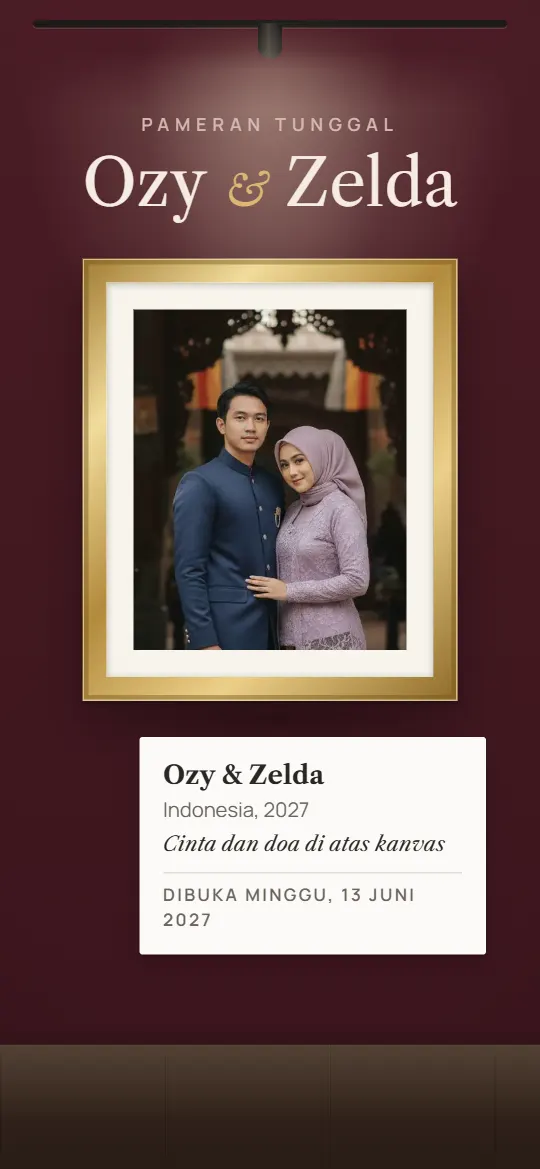 PAMERAN TUNGGAL
Ozy & Zelda
Ozy & Zelda
Indonesia, 2027
Cinta dan doa di atas kanvas
DIBUKA MINGGU, 13 JUNI
2027